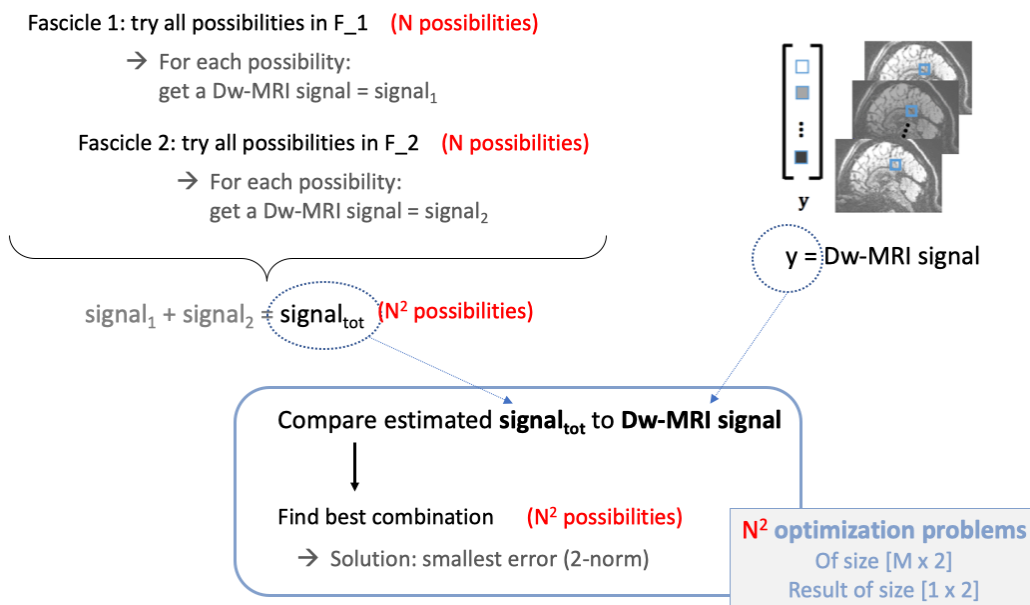 Fascicle 1: try all possibilities in F_1 (N possibilities)
→ For each possibility:
get a Dw-MRI signal = signal₁
Fascicle 2: try all possibilities in F_2 (N possibilities)
→ For each possibility:
get a Dw-MRI signal = signal₂
y
y = Dw-MRI signal
signal₁ + signal₂ = signalₜₒₜ (N² possibilities)
Compare estimated signalₜₒₜ to Dw-MRI signal
Find best combination (N² possibilities)
→ Solution: smallest error (2-norm)
N² optimization problems
Of size [M x 2]
Result of size [1 x 2]